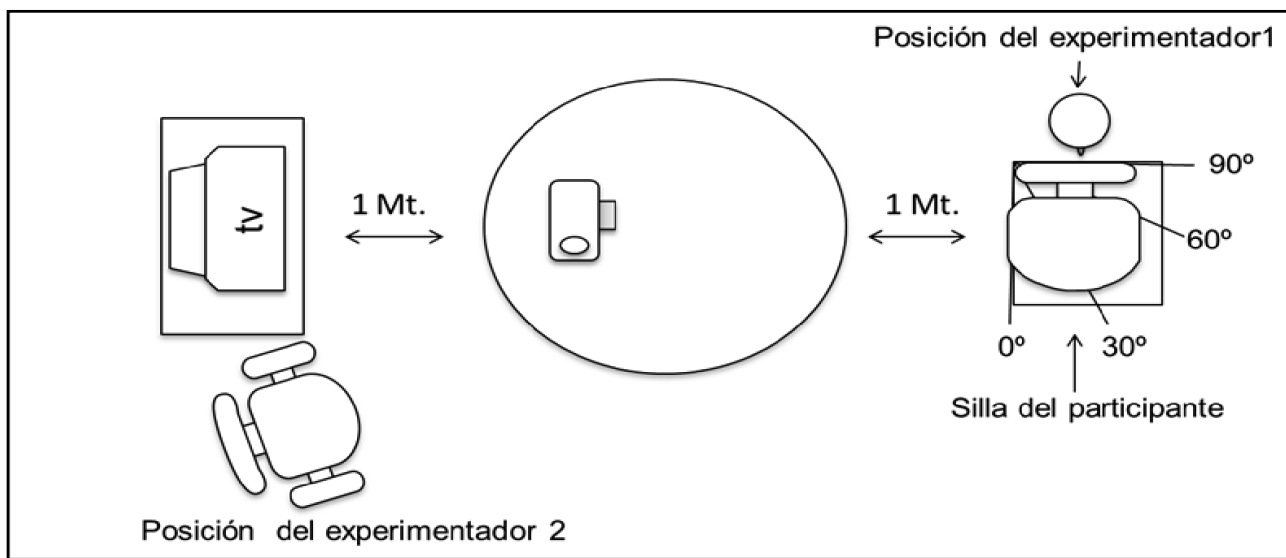 Posición del experimentador1
tv
1 Mt.
1 Mt.
90º
60º
0º
30º
Silla del participante
Posición del experimentador 2